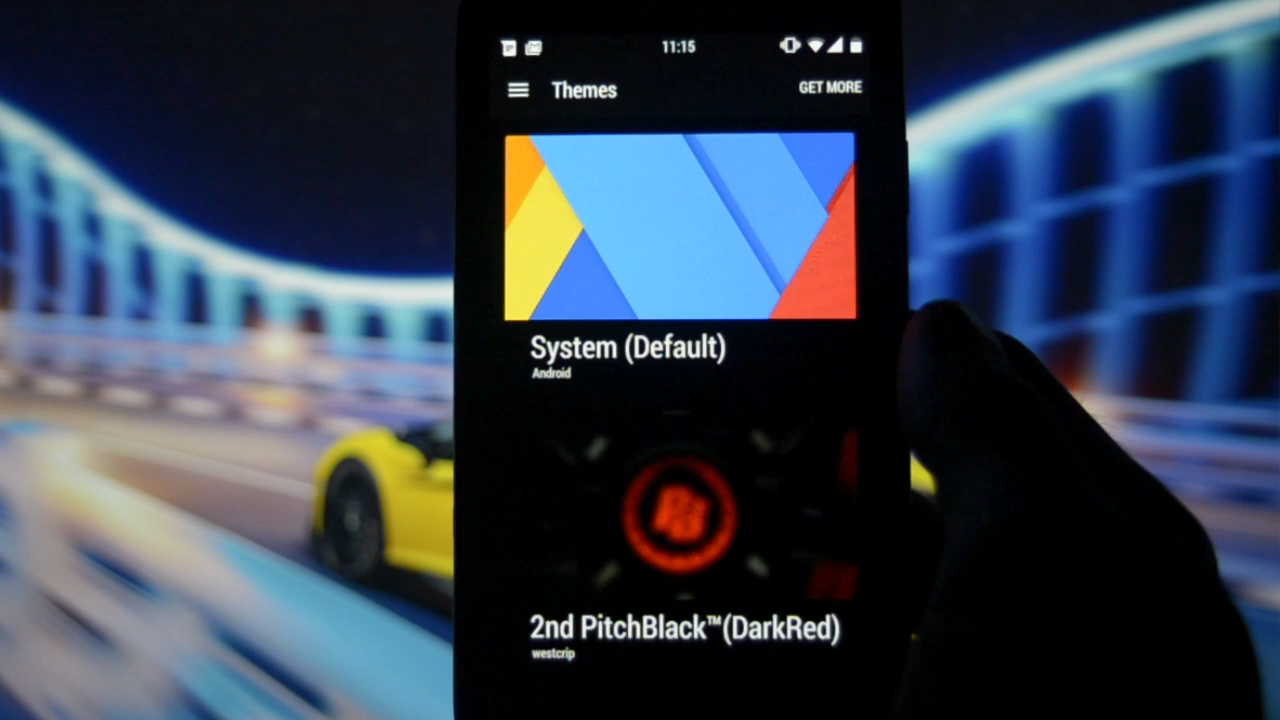 11:15
Themes GET MORE
System (Default)
Android
2nd PitchBlack™(DarkRed)
westcrip